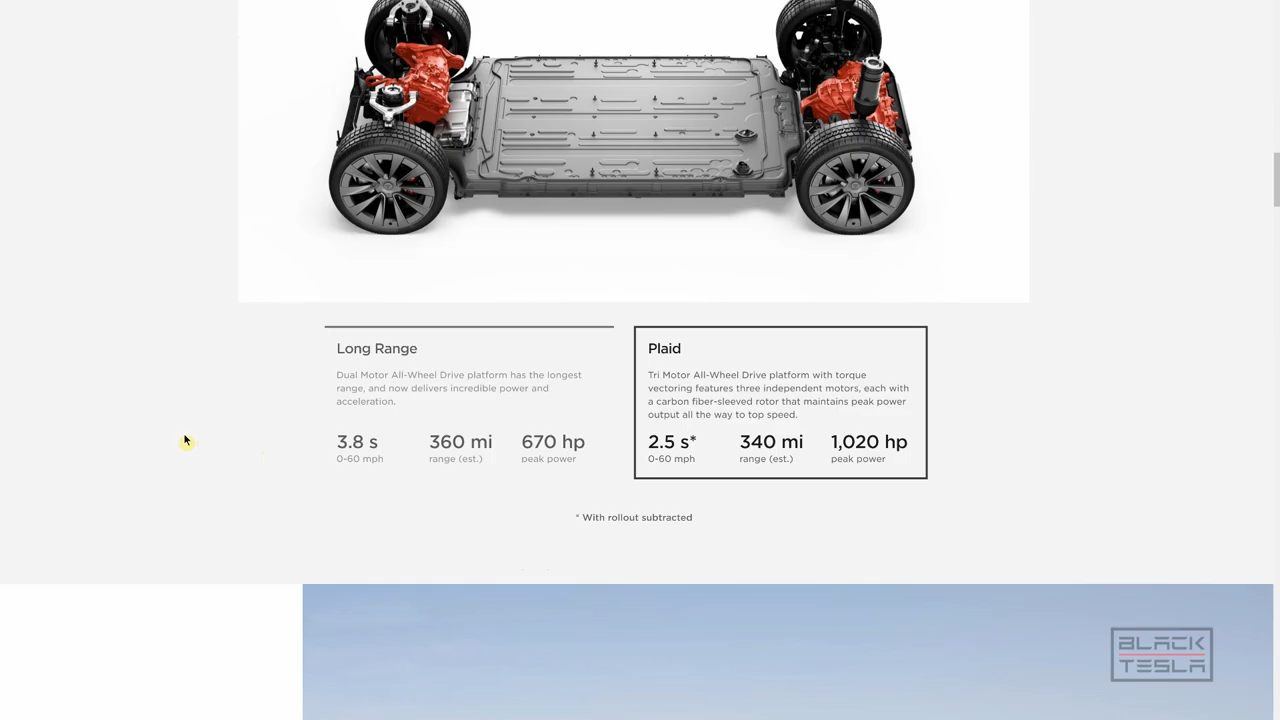 Long Range
Dual Motor All-Wheel Drive platform has the longest
range, and now delivers incredible power and
acceleration.
3.8 s
0-60 mph
360 mi
range (est.)
670 hp
peak power
Plaid
Tri Motor All-Wheel Drive platform with torque
vectoring features three independent motors, each with
a carbon fiber-sleeved rotor that maintains peak power
output all the way to top speed.
2.5 s*
0-60 mph
340 mi
range (est.)
1,020 hp
peak power
* With rollout subtracted
BLACK
TESLA